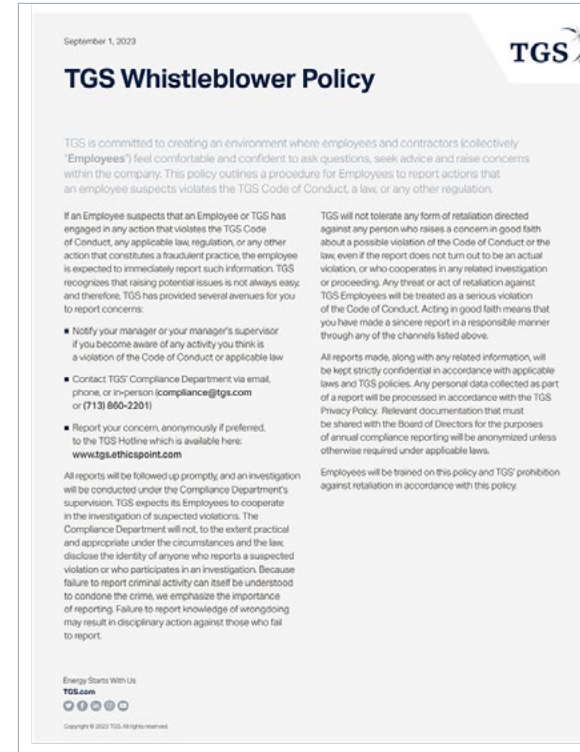 September 1, 2023
TGS
TGS Whistleblower Policy
TGS is committed to creating an environment where employees and contractors (collectively
"Employees") feel comfortable and confident to ask questions, seek advice and raise concerns
within the company. This policy outlines a procedure for Employees to report actions that
an employee suspects violates the TGS Code of Conduct, a law, or any other regulation.
If an Employee suspects that an Employee or TGS has
engaged in any action that violates the TGS Code
of Conduct, any applicable law, regulation, or any other
action that constitutes a fraudulent practice, the employee
is expected to immediately report such information. TGS
recognizes that raising potential issues is not always easy,
and therefore, TGS has provided several avenues for you
to report concerns:
■ Notify your manager or your manager's supervisor
if you become aware of any activity you think is
a violation of the Code of Conduct or applicable law
■ Contact TGS' Compliance Department via email,
phone, or in-person (compliance@tgs.com
or (713) 860-2201)
■ Report your concern, anonymously if preferred,
to the TGS Hotline which is available here:
www.tgs.ethicspoint.com
All reports will be followed up promptly, and an investigation
will be conducted under the Compliance Department's
supervision. TGS expects its Employees to cooperate
in the investigation of suspected violations. The
Compliance Department will not, to the extent practical
and appropriate under the circumstances and the law,
disclose the identity of anyone who reports a suspected
violation or who participates in an investigation. Because
failure to report criminal activity can itself be understood
to condone the crime, we emphasize the importance
of reporting. Failure to report knowledge of wrongdoing
may result in disciplinary action against those who fail
to report.
TGS will not tolerate any form of retaliation directed
against any person who raises a concern in good faith
about a possible violation of the Code of Conduct or the
law, even if the report does not turn out to be an actual
violation, or who cooperates in any related investigation
or proceeding. Any threat or act of retaliation against
TGS Employees will be treated as a serious violation
of the Code of Conduct. Acting in good faith means that
you have made a sincere report in a responsible manner
through any of the channels listed above.
All reports made, along with any related information, will
be kept strictly confidential in accordance with applicable
laws and TGS policies. Any personal data collected as part
of a report will be processed in accordance with the TGS
Privacy Policy. Relevant documentation that must
be shared with the Board of Directors for the purposes
of annual compliance reporting will be anonymized unless
otherwise required under applicable laws.
Employees will be trained on this policy and TGS' prohibition
against retaliation in accordance with this policy.
Energy Starts With Us
TGS.com
Copyright © 2023 TGS. All rights reserved.